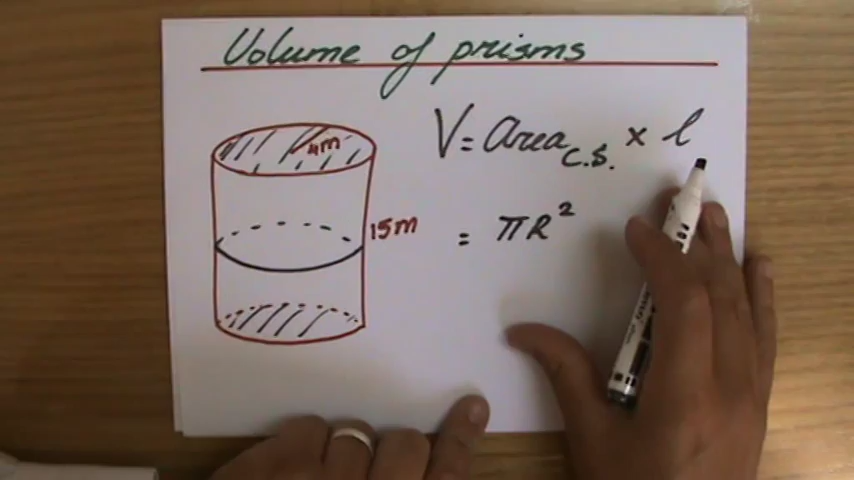 Volume of prisms
V = Area c.s. × l
4m
15m
= πR²